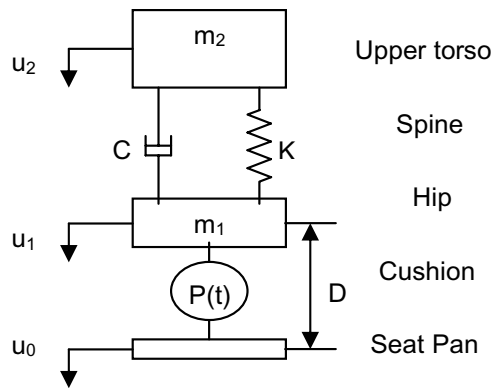 m₂
u₂
Upper torso
C
K
Spine
m₁
u₁
Hip
P(t)
D
Cushion
u₀
Seat Pan